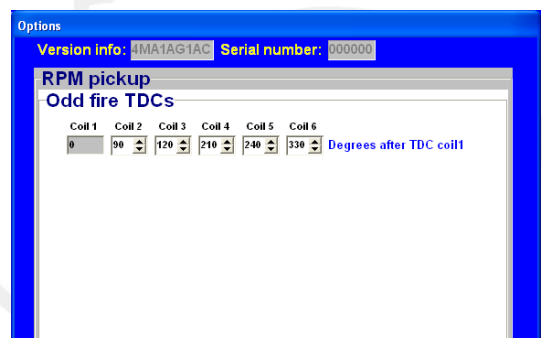 Options
Version info: 4MA1AG1AC Serial number: 000000
RPM pickup
Odd fire TDCs
Coil 1 Coil 2 Coil 3 Coil 4 Coil 5 Coil 6
0 90 120 210 240 330 Degrees after TDC coil1